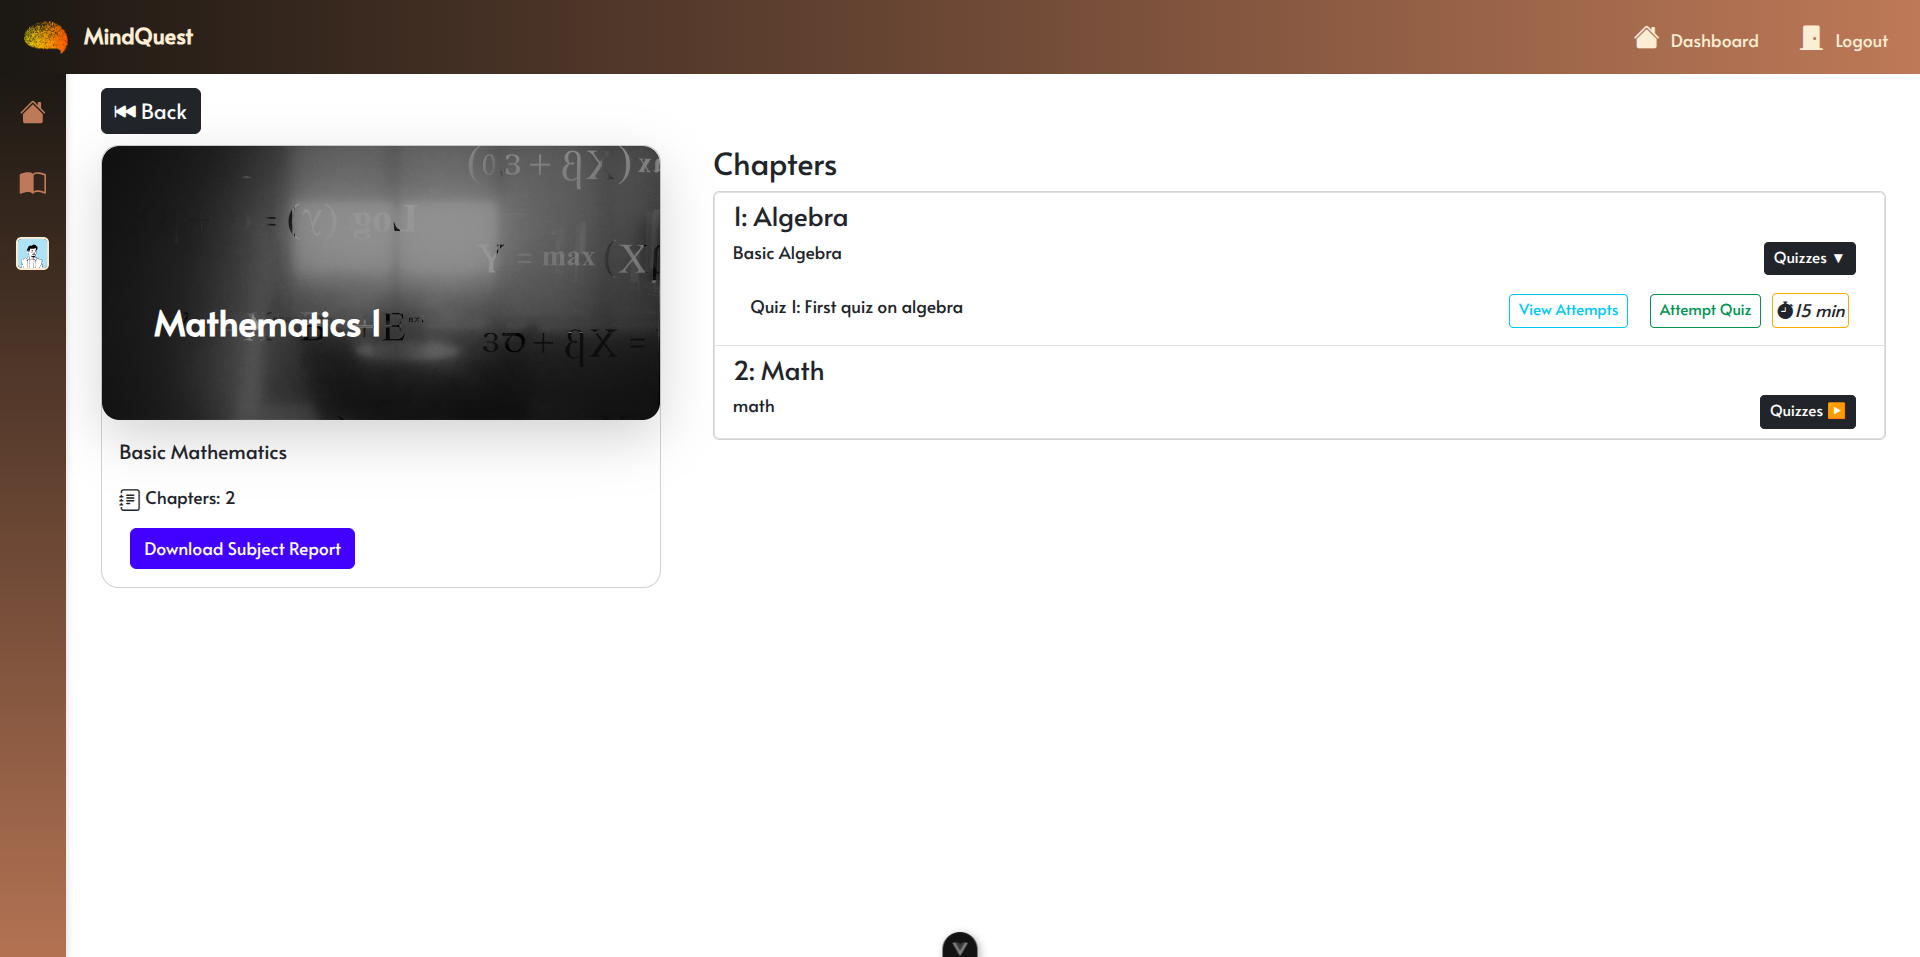 MindQuest
Dashboard
Logout
Back
Mathematics 1
Basic Mathematics
Chapters: 2
Download Subject Report
Chapters
1: Algebra
Basic Algebra
Quizzes ▼
Quiz 1: First quiz on algebra
View Attempts
Attempt Quiz
15 min
2: Math
math
Quizzes ▶